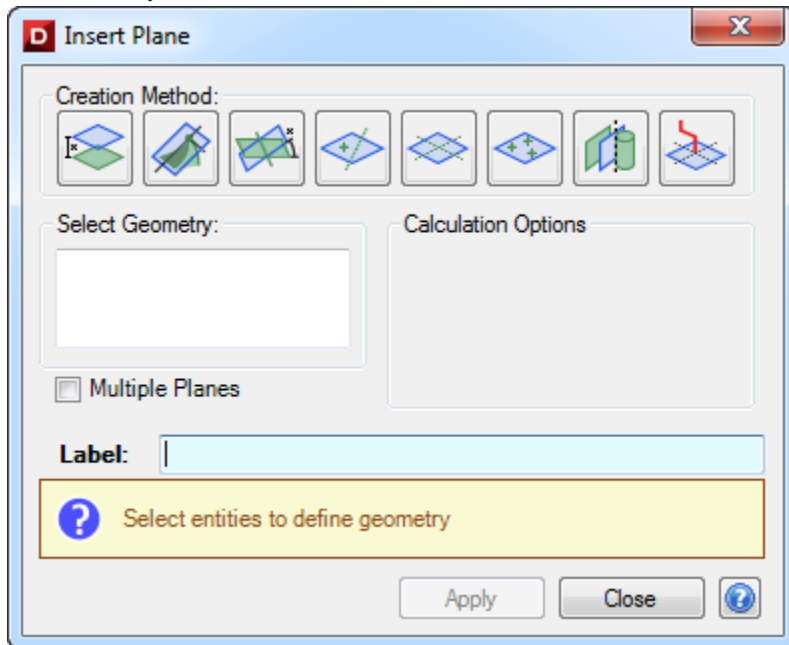 D Insert Plane
Creation Method:
Select Geometry:
Calculation Options
Multiple Planes
Label:
? Select entities to define geometry
Apply Close ?